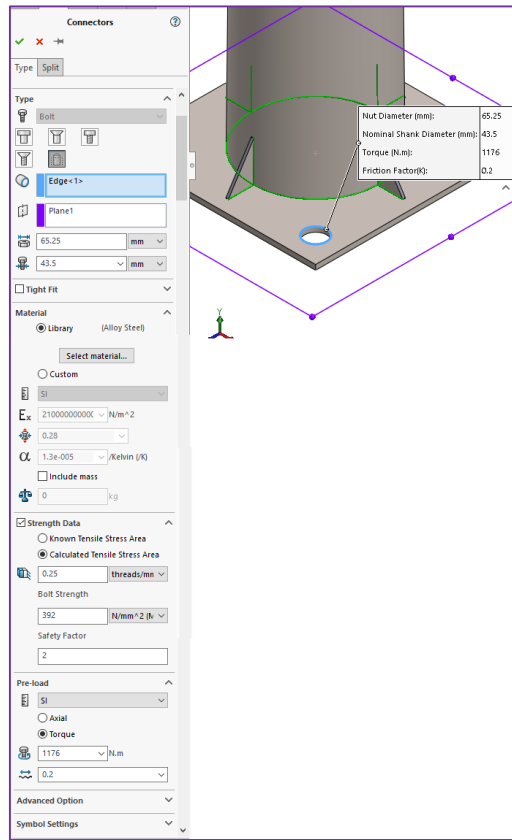 Connectors
Type
Split
Type
Bolt
Edge<1>
Plane1
65.25 mm
43.5 mm
Tight Fit
Material
Library (Alloy Steel)
Select material...
Custom
SI
Ex 21000000000( N/m^2
0.28
α 1.3e-005 /Kelvin (/K)
Include mass
0 kg
Strength Data
Known Tensile Stress Area
Calculated Tensile Stress Area
0.25 threads/mn
Bolt Strength
392 N/mm^2 (M
Safety Factor
2
Pre-load
SI
Axial
Torque
1176 N.m
0.2
Advanced Option
Symbol Settings
Nut Diameter (mm): 65.25
Nominal Shank Diameter (mm): 43.5
Torque (N.m): 1176
Friction Factor(K): 0.2
Y